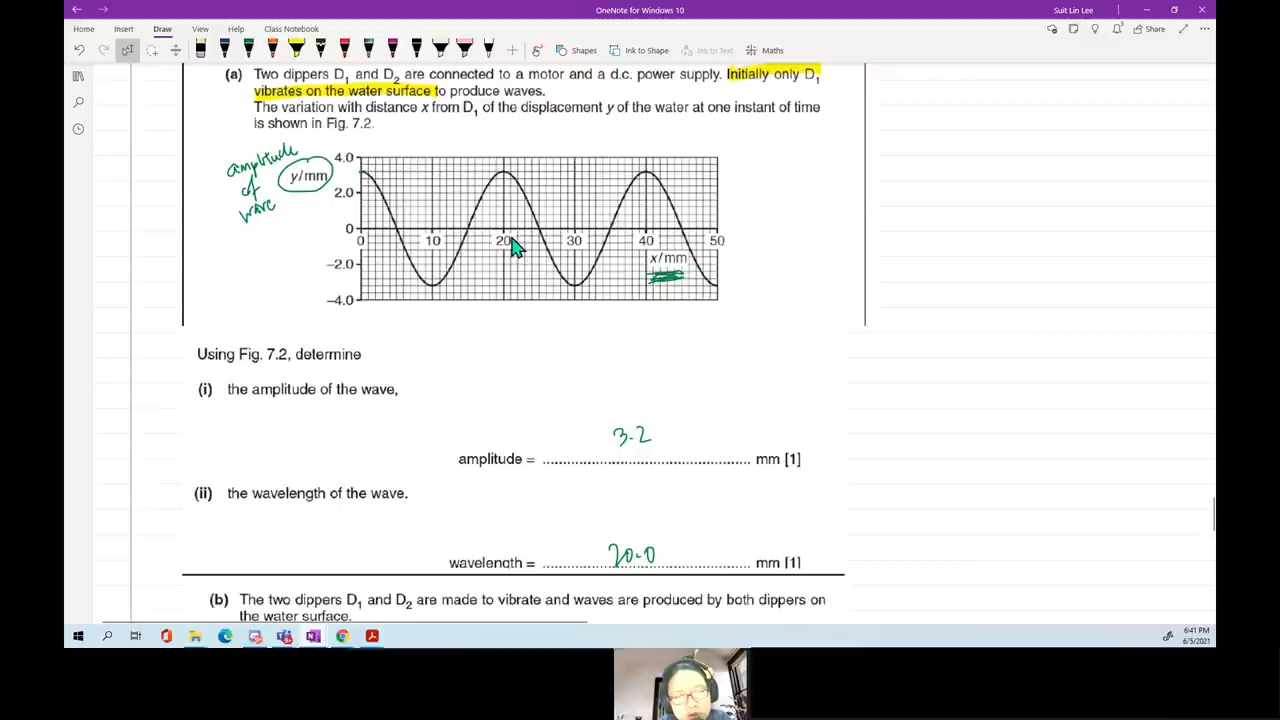 OneNote for Windows 10
Suit Lin Lee
Home Insert Draw View Help Class Notebook
Share
Shapes Ink to Shape Ink to Text Maths
(a) Two dippers D1 and D2 are connected to a motor and a d.c. power supply. Initially only D1
vibrates on the water surface to produce waves.
The variation with distance x from D1 of the displacement y of the water at one instant of time
is shown in Fig. 7.2.
amplitude
of
wave
y/mm
4.0
2.0
0
–2.0
–4.0
0 10 20 30 40 50
x/mm
Using Fig. 7.2, determine
(i) the amplitude of the wave,
3.2
amplitude = .................................................. mm [1]
(ii) the wavelength of the wave.
20.0
wavelength = .................................................. mm [1]
(b) The two dippers D1 and D2 are made to vibrate and waves are produced by both dippers on
the water surface.
6:41 PM
6/5/2021